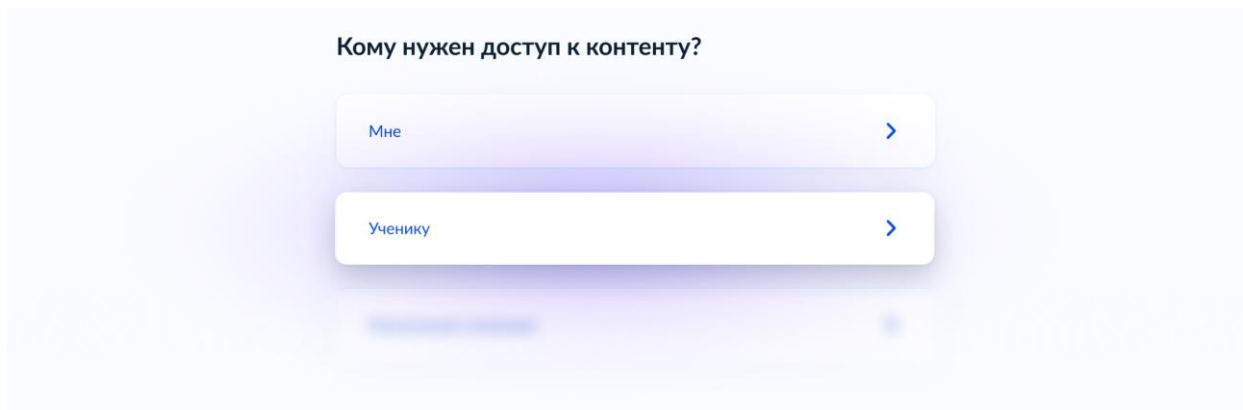 Кому нужен доступ к контенту?
Мне
Ученику